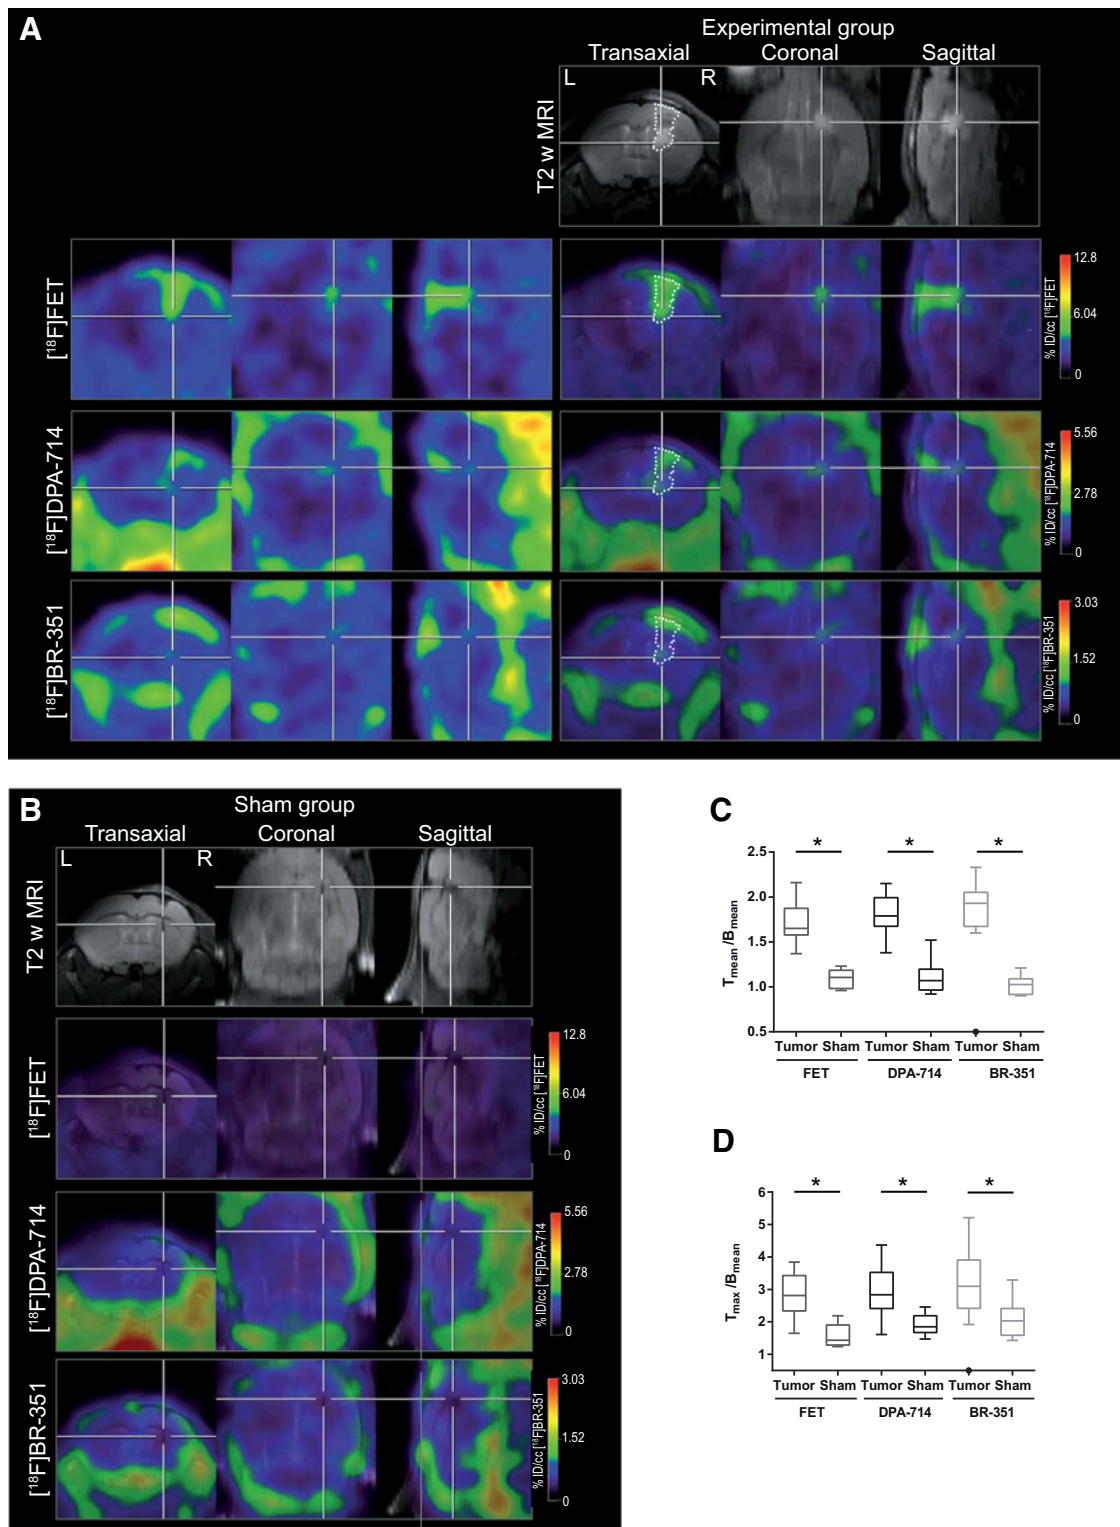 A
Experimental group
Transaxial
Coronal
Sagittal
L
R
T2 w MRI
[¹⁸F]FET
12.8
6.04
0
% ID/cc [¹⁸F]FET
[¹⁸F]DPA-714
5.56
2.78
0
% ID/cc [¹⁸F]DPA-714
[¹⁸F]BR-351
3.03
1.52
0
% ID/cc [¹⁸F]BR-351
B
Sham group
Transaxial
Coronal
Sagittal
L
R
T2 w MRI
[¹⁸F]FET
12.8
6.04
0
% ID/cc [¹⁸F]FET
[¹⁸F]DPA-714
5.56
2.78
0
% ID/cc [¹⁸F]DPA-714
[¹⁸F]BR-351
3.03
1.52
0
% ID/cc [¹⁸F]BR-351
C
Tmean/Bmean
2.5
2.0
1.5
1.0
0.5
* * *
Tumor Sham Tumor Sham Tumor Sham
FET DPA-714 BR-351
D
Tmax/Bmean
6
5
4
3
2
1
* * *
Tumor Sham Tumor Sham Tumor Sham
FET DPA-714 BR-351